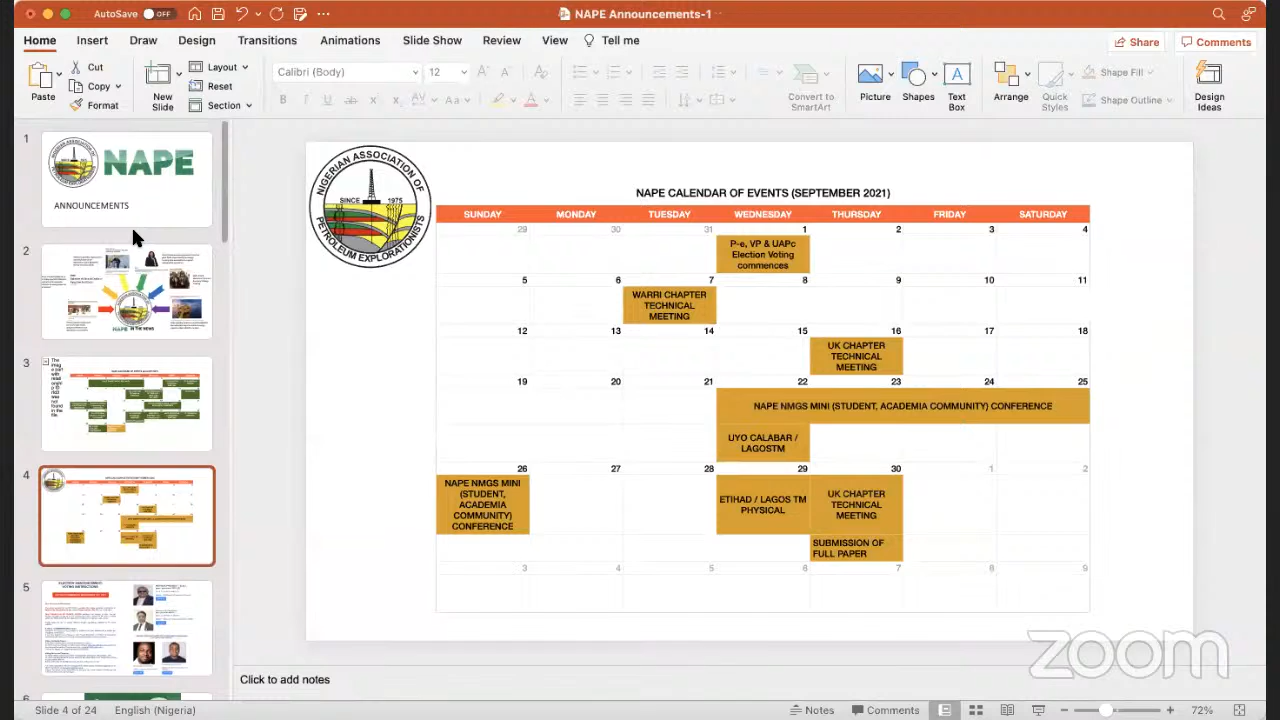 AutoSave OFF
NAPE Announcements-1
Home Insert Draw Design Transitions Animations Slide Show Review View Tell me
Share Comments
Paste
Cut
Copy
Format
New Slide
Layout
Reset
Section
Calibri (Body) 12
Convert to SmartArt
Picture
Shapes
Text Box
Arrange
Quick Styles
Shape Fill
Shape Outline
Design Ideas
1
NAPE
ANNOUNCEMENTS
2
NAPE IN THE NEWS
3
4
5
6
NIGERIAN ASSOCIATION OF
SINCE 1975
PETROLEUM EXPLORATIONISTS
NAPE CALENDAR OF EVENTS (SEPTEMBER 2021)
SUNDAY MONDAY TUESDAY WEDNESDAY THURSDAY FRIDAY SATURDAY
29 30 31 1 2 3 4
P-e, VP & UAPc
Election Voting
commences
5 6 7 8 9 10 11
WARRI CHAPTER
TECHNICAL
MEETING
12 13 14 15 16 17 18
UK CHAPTER
TECHNICAL
MEETING
19 20 21 22 23 24 25
NAPE NMGS MINI (STUDENT, ACADEMIA COMMUNITY) CONFERENCE
UYO CALABAR /
LAGOSTM
26 27 28 29 30 1 2
NAPE NMGS MINI
(STUDENT,
ACADEMIA
COMMUNITY)
CONFERENCE
ETIHAD / LAGOS TM
PHYSICAL
UK CHAPTER
TECHNICAL
MEETING
SUBMISSION OF
FULL PAPER
3 4 5 6 7 8 9
zoom
Click to add notes
Slide 4 of 24 English (Nigeria)
Notes Comments 72%